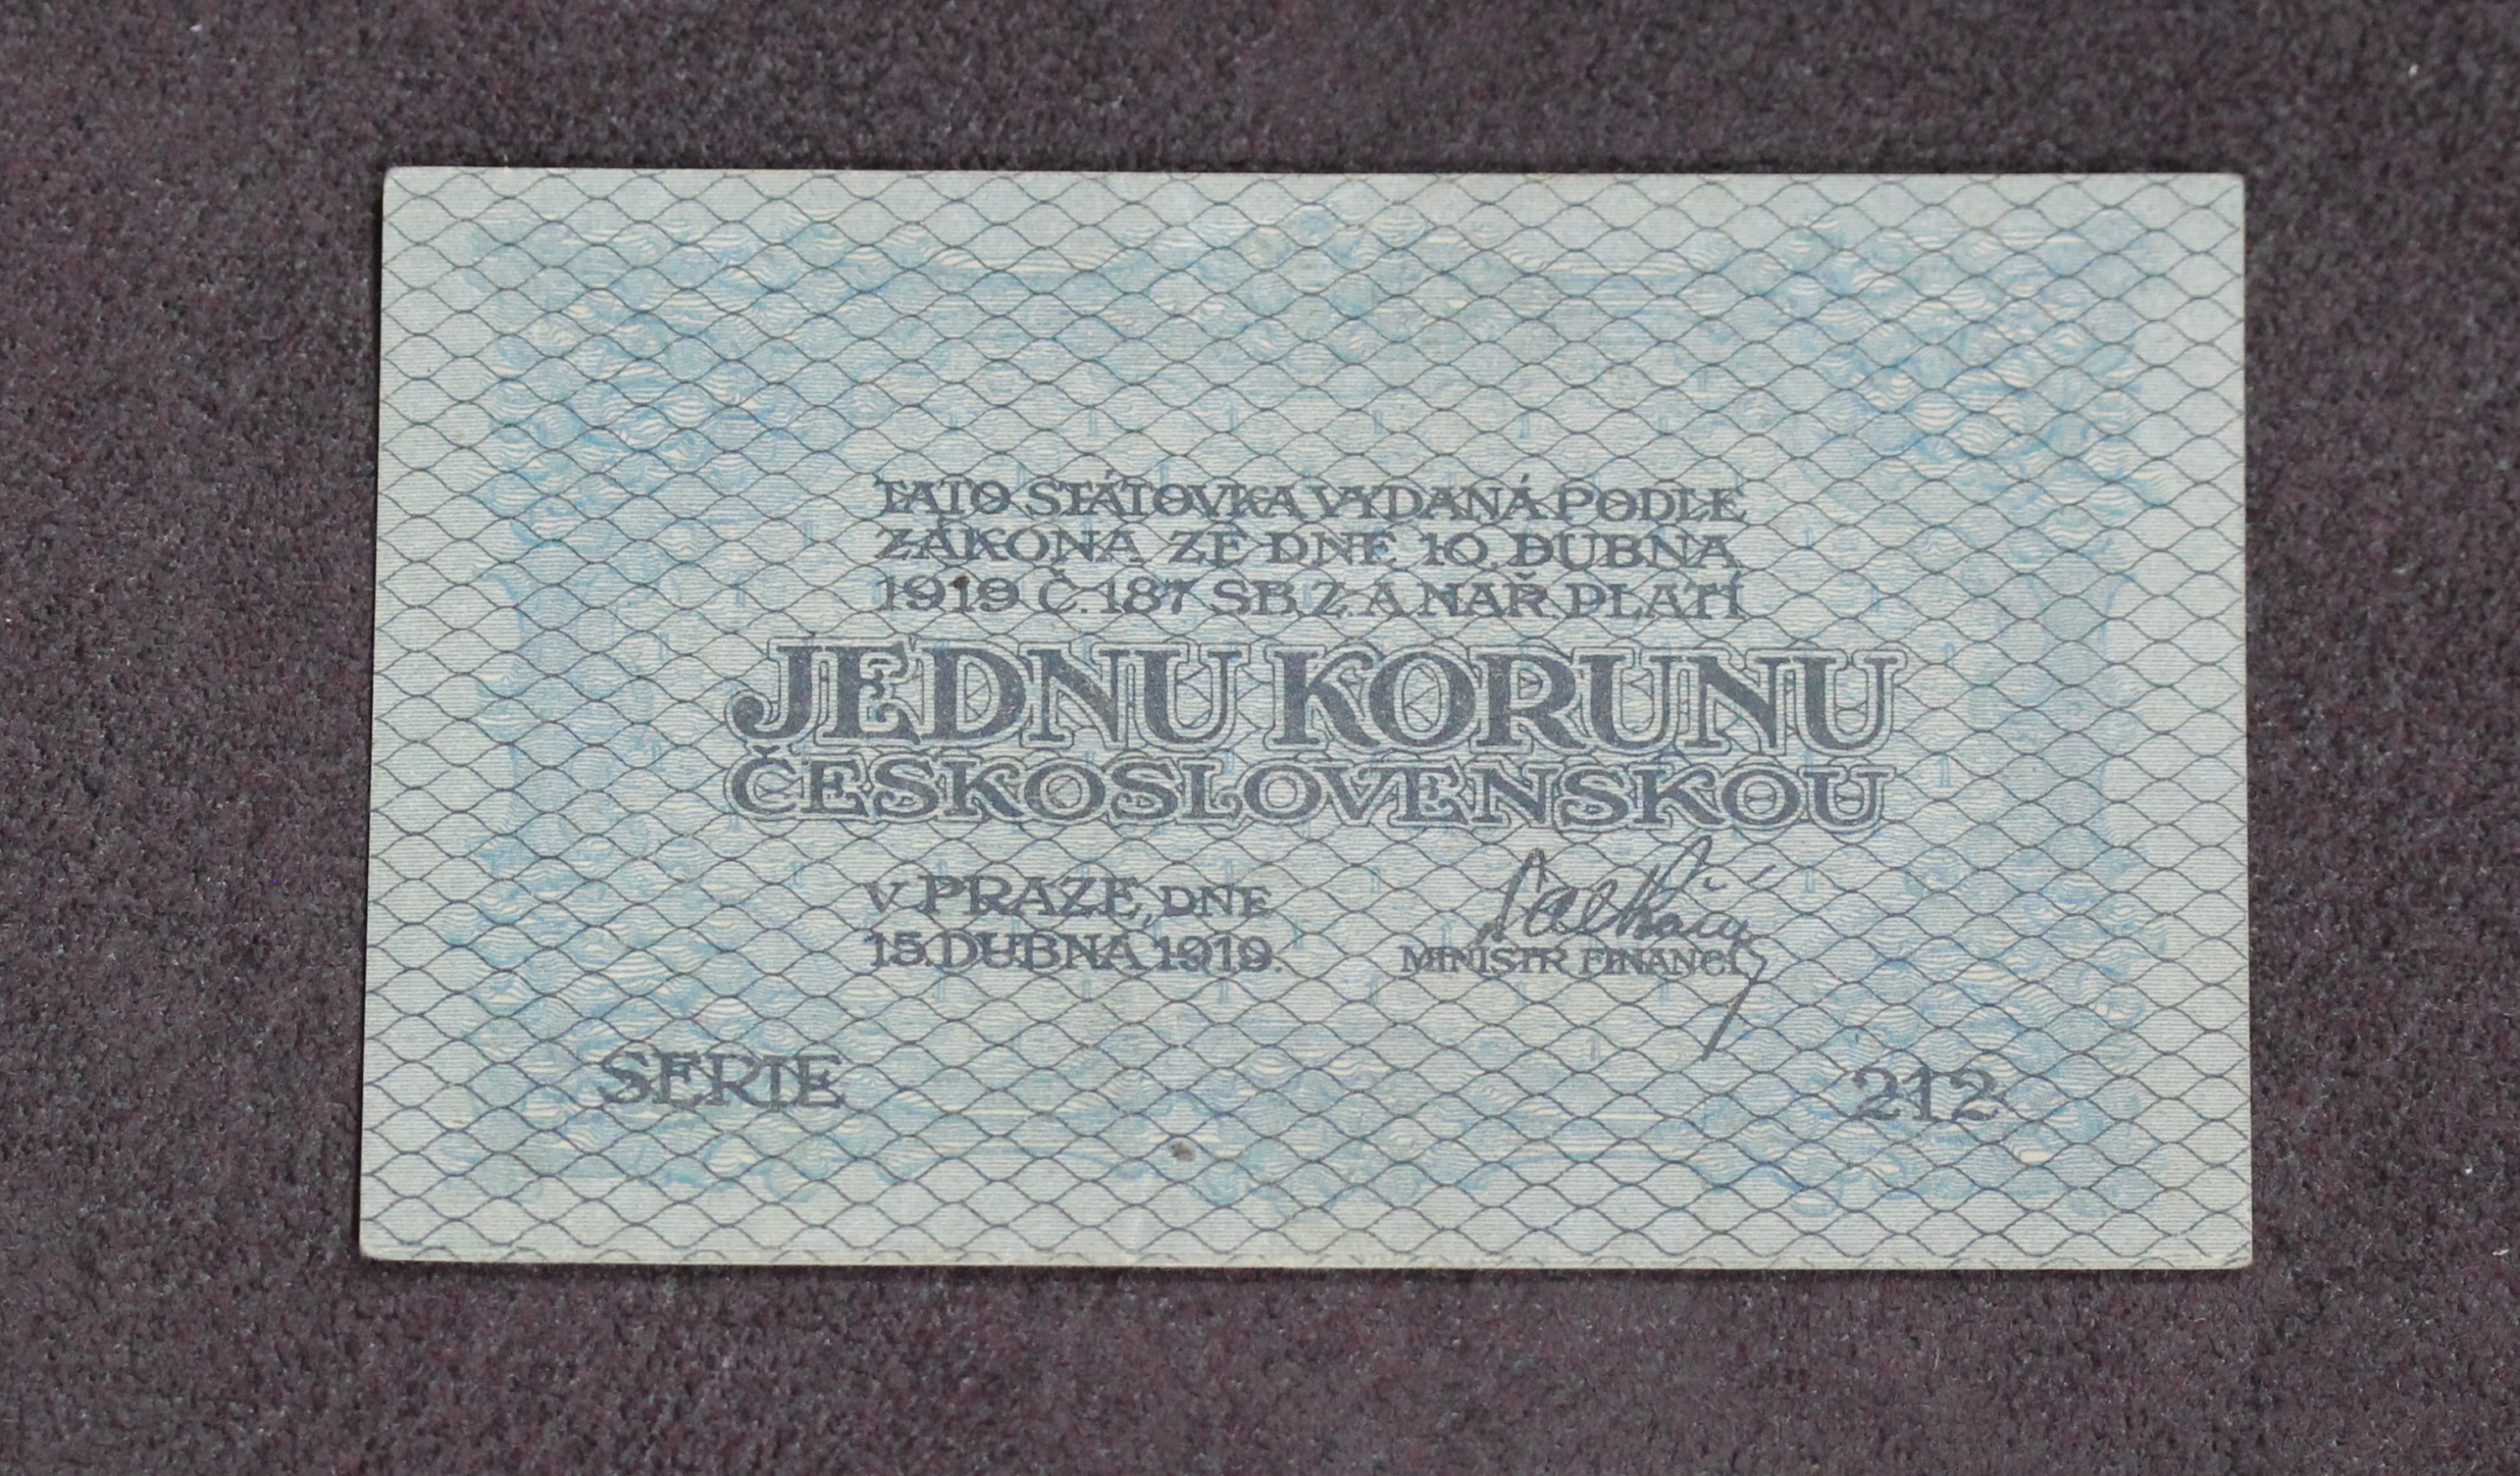 TATO STÁTOVKA VYDANÁ PODLE
ZÁKONA ZE DNE 10. DUBNA
1919 Č. 187 SB. Z. A NAŘ. PLATÍ
JEDNU KORUNU
ČESKOSLOVENSKOU
V PRAZE, DNE
15. DUBNA 1919.
MINISTR FINANCÍ
SERIE 212